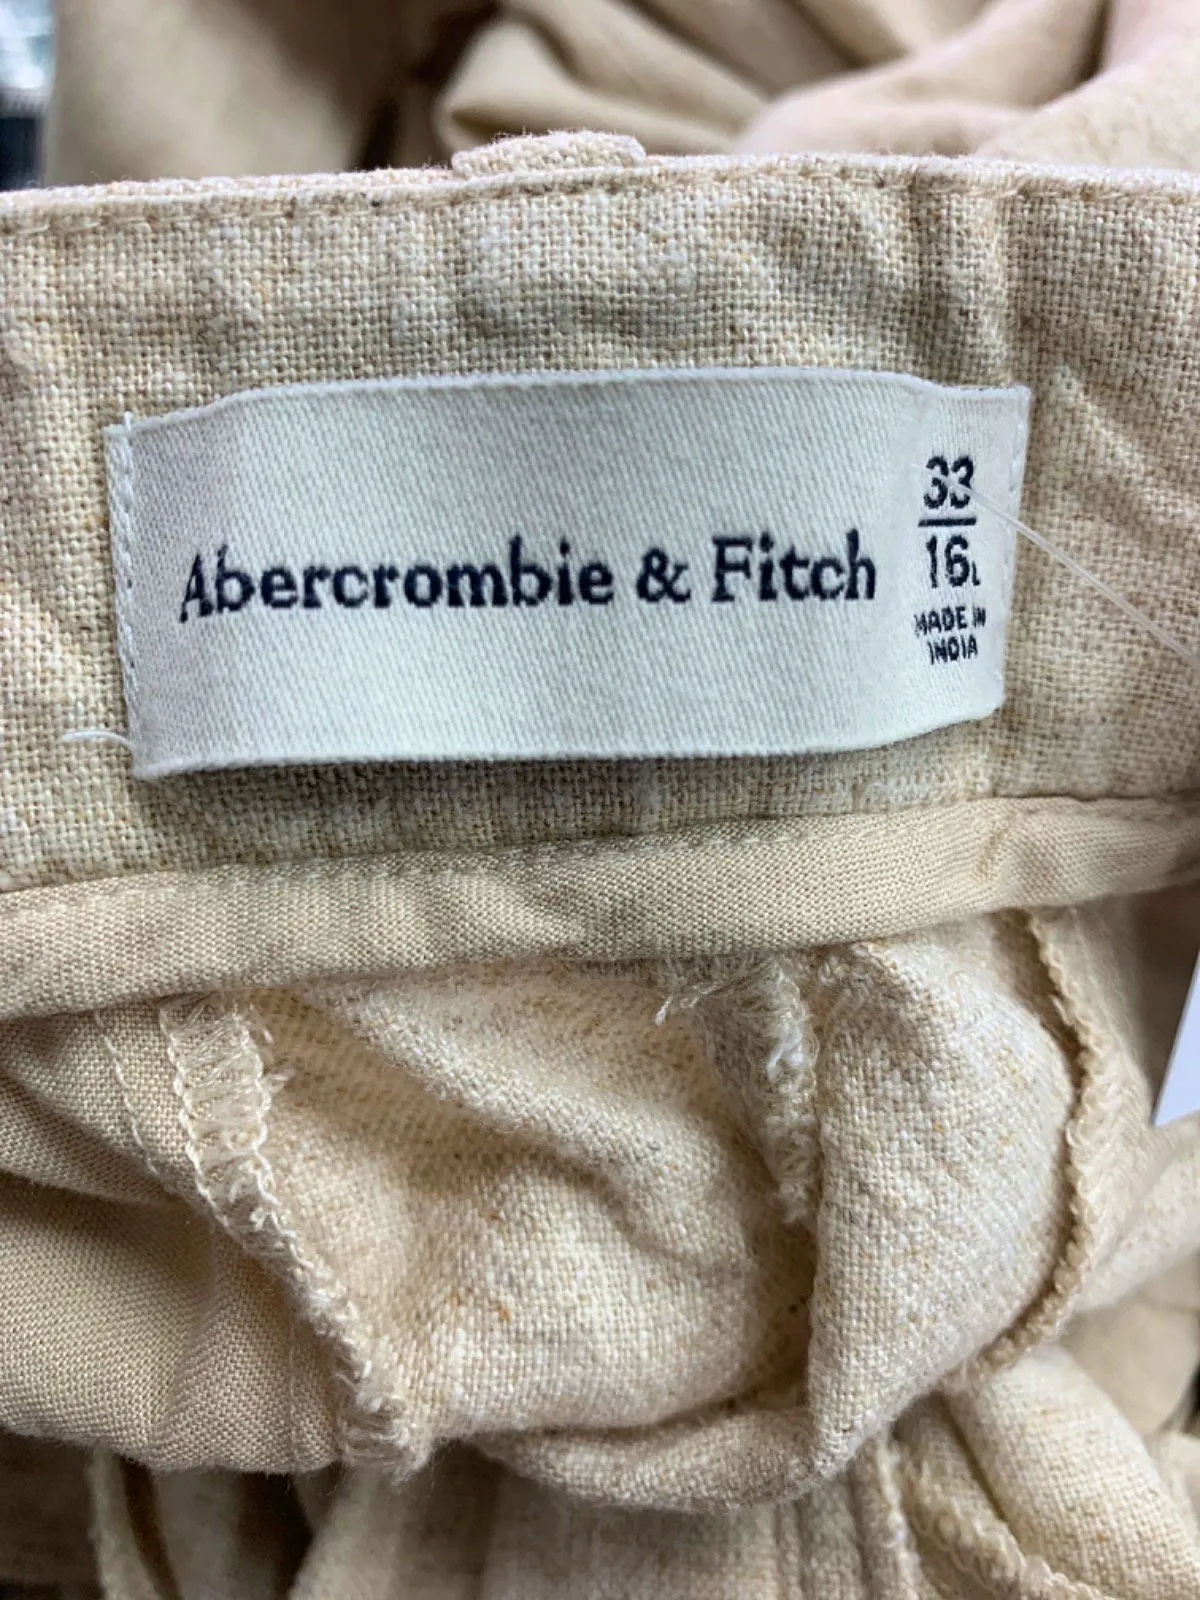 Abercrombie & Fitch
33
16L
MADE IN
INDIA